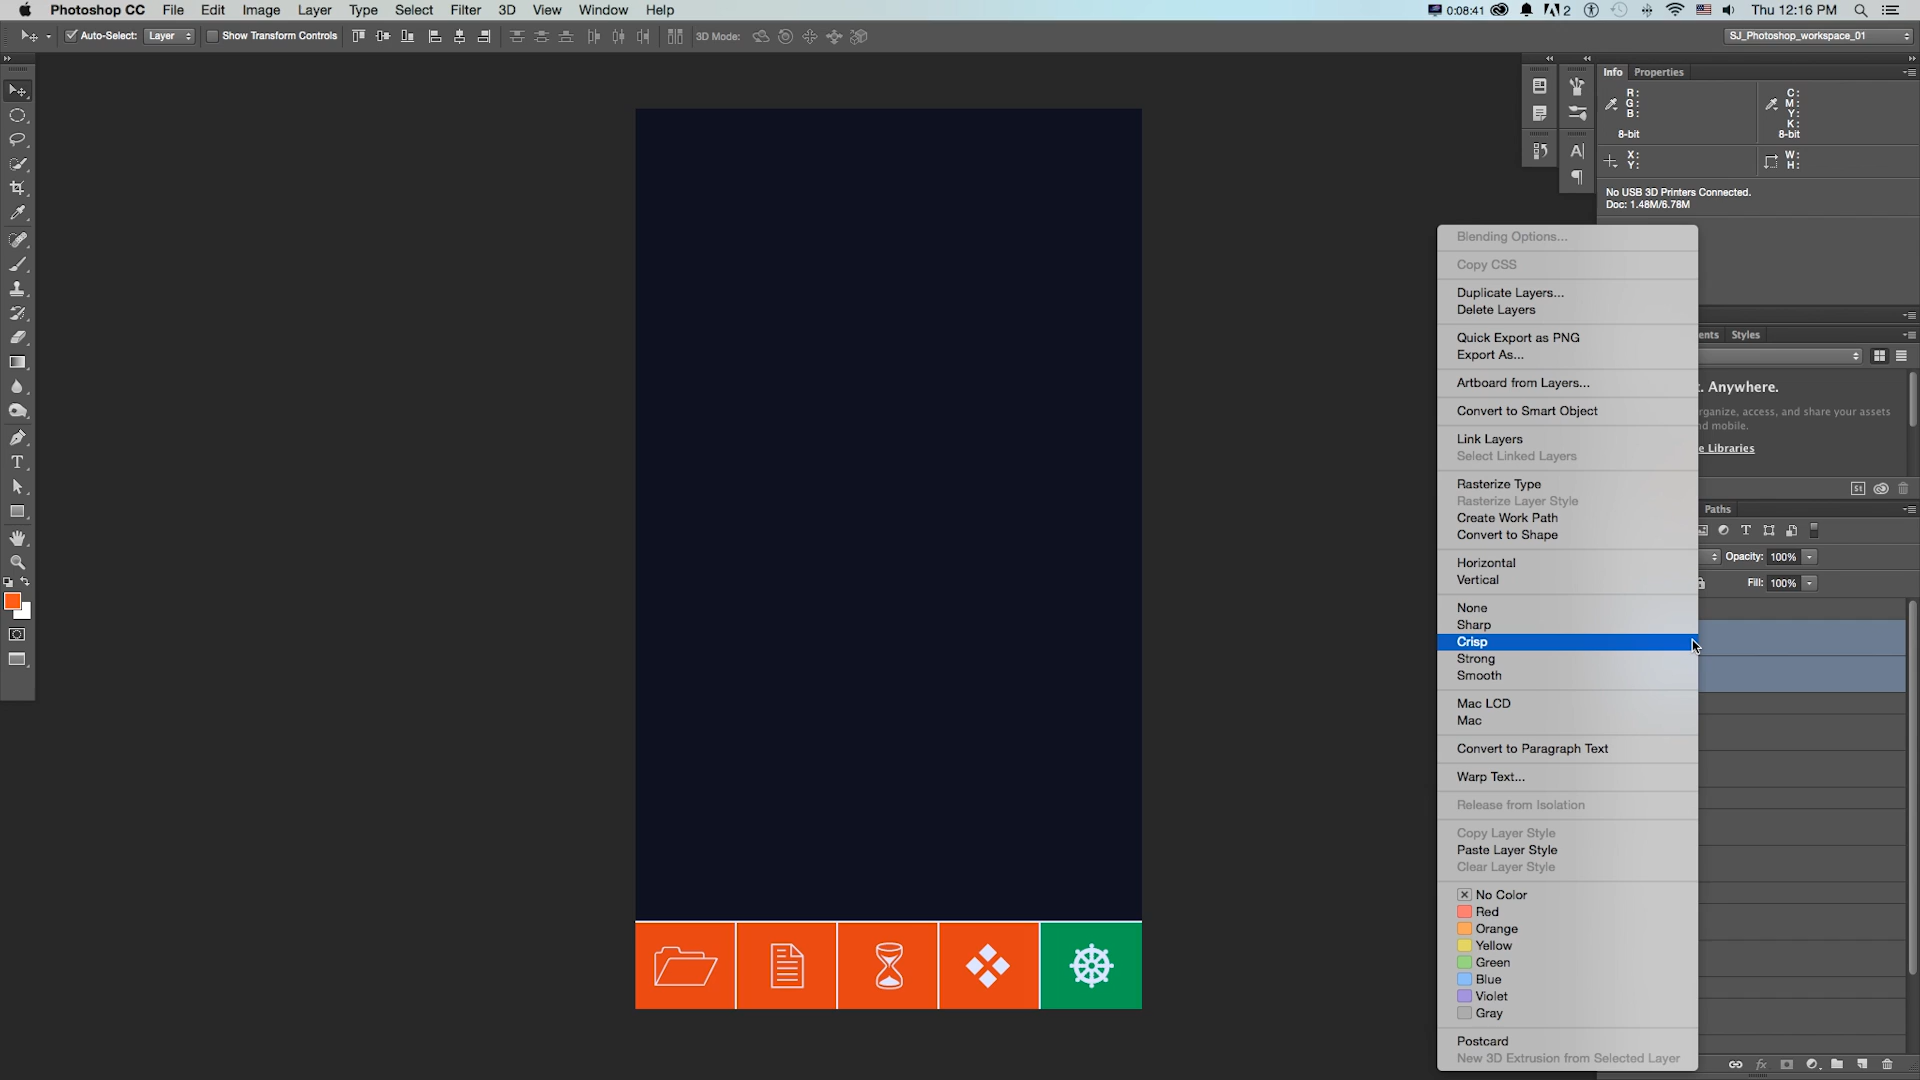 Photoshop CC File Edit Image Layer Type Select Filter 3D View Window Help 0:08:41 2 Thu 12:16 PM
Auto-Select: Layer Show Transform Controls 3D Mode: SJ_Photoshop_workspace_01
Info Properties
R: C:
G: M:
B: Y:
K:
8-bit 8-bit
X: W:
Y: H:
No USB 3D Printers Connected.
Doc: 1.48M/6.78M
Blending Options...
Copy CSS
Duplicate Layers...
Delete Layers
Quick Export as PNG
Export As...
Artboard from Layers...
Convert to Smart Object
Link Layers
Select Linked Layers
Rasterize Type
Rasterize Layer Style
Create Work Path
Convert to Shape
Horizontal
Vertical
None
Sharp
Crisp
Strong
Smooth
Mac LCD
Mac
Convert to Paragraph Text
Warp Text...
Release from Isolation
Copy Layer Style
Paste Layer Style
Clear Layer Style
No Color
Red
Orange
Yellow
Green
Blue
Violet
Gray
Postcard
New 3D Extrusion from Selected Layer
ents Styles
. Anywhere.
rganize, access, and share your assets
nd mobile.
e Libraries
St
Paths
Opacity: 100%
Fill: 100%
fx